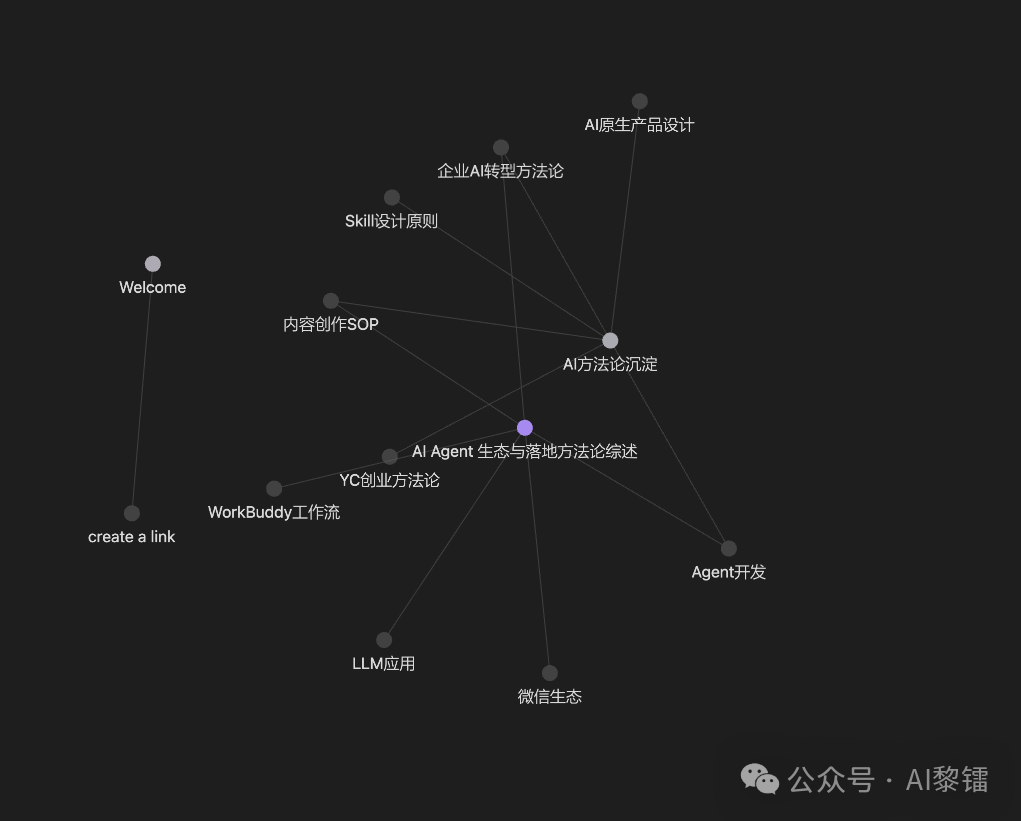 AI原生产品设计
企业AI转型方法论
Skill设计原则
Welcome
内容创作SOP
AI方法论沉淀
AI Agent 生态与落地方法论综述
YC创业方法论
WorkBuddy工作流
create a link
Agent开发
LLM应用
微信生态
公众号 · AI黎镭